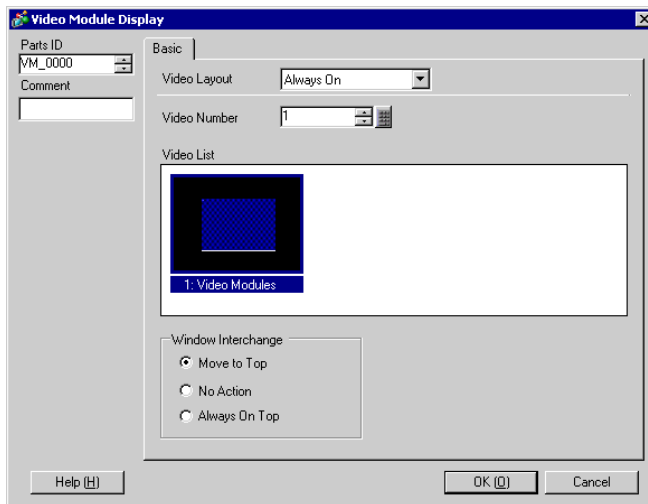 Video Module Display
Parts ID
VM_0000
Comment
Basic
Video Layout
Always On
Video Number
1
Video List
1: Video Modules
Window Interchange
Move to Top
No Action
Always On Top
Help (H)
OK (O)
Cancel